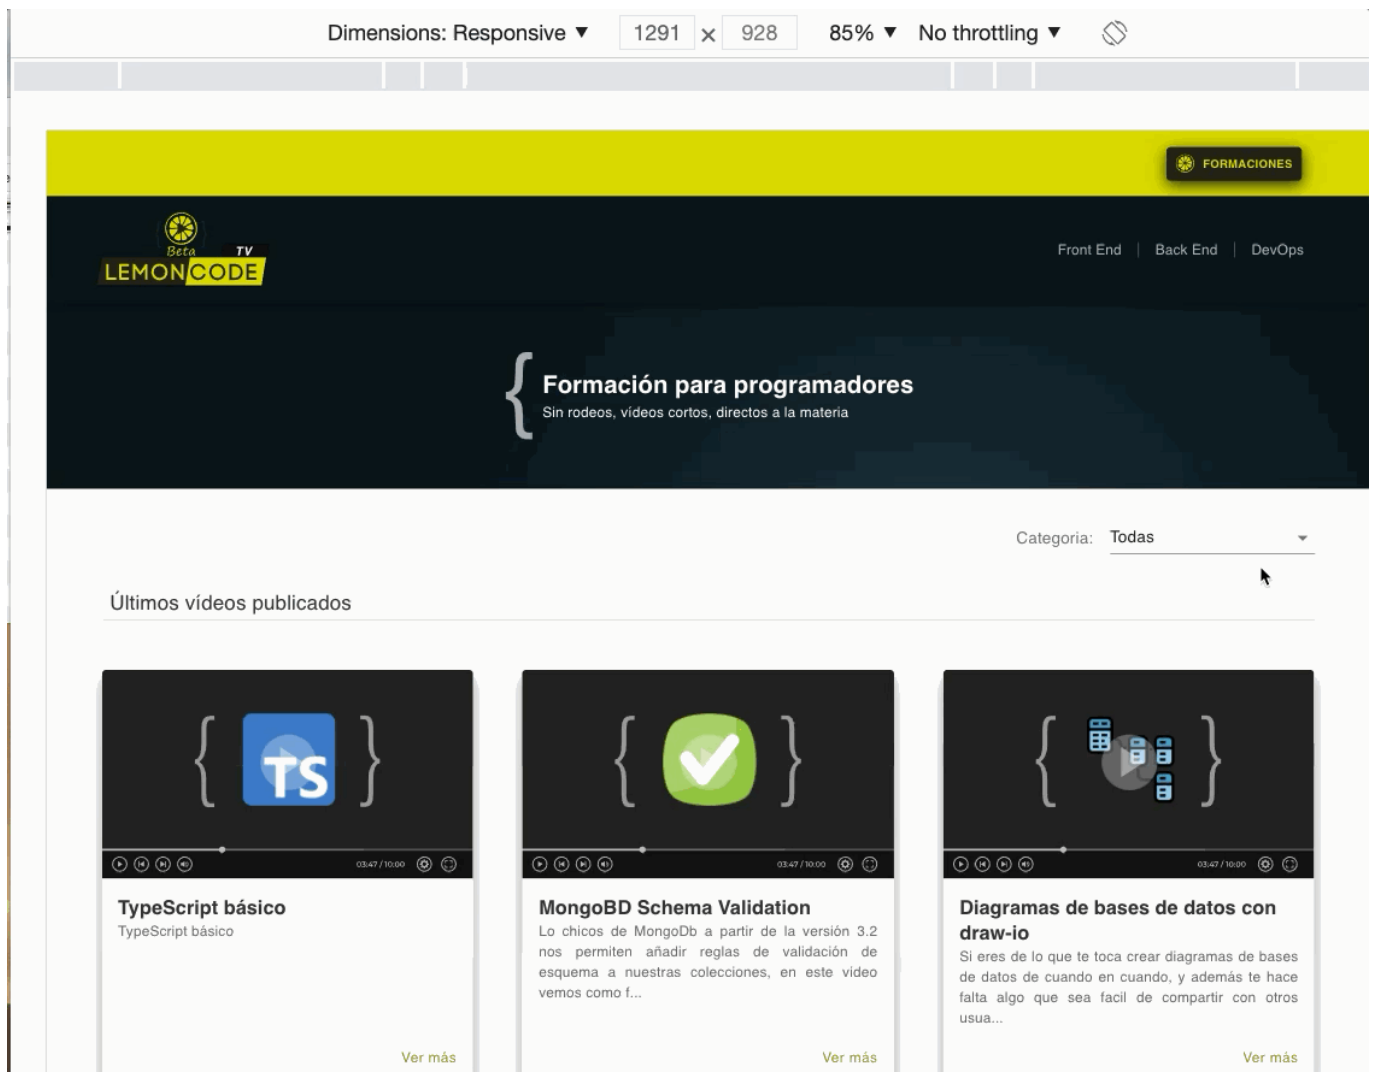 Dimensions: Responsive ▼ 1291 × 928 85% ▼ No throttling ▼
FORMACIONES
Beta TV
LEMONCODE
Front End | Back End | DevOps
{ Formación para programadores
Sin rodeos, vídeos cortos, directos a la materia
Categoria: Todas
Últimos vídeos publicados
{ TS }
03:47 / 10:00
TypeScript básico
TypeScript básico
Ver más
{ }
03:47 / 10:00
MongoBD Schema Validation
Lo chicos de MongoDb a partir de la versión 3.2
nos permiten añadir reglas de validación de
esquema a nuestras colecciones, en este video
vemos como f...
Ver más
{ }
03:47 / 10:00
Diagramas de bases de datos con
draw-io
Si eres de lo que te toca crear diagramas de bases
de datos de cuando en cuando, y además te hace
falta algo que sea facil de compartir con otros
usua...
Ver más